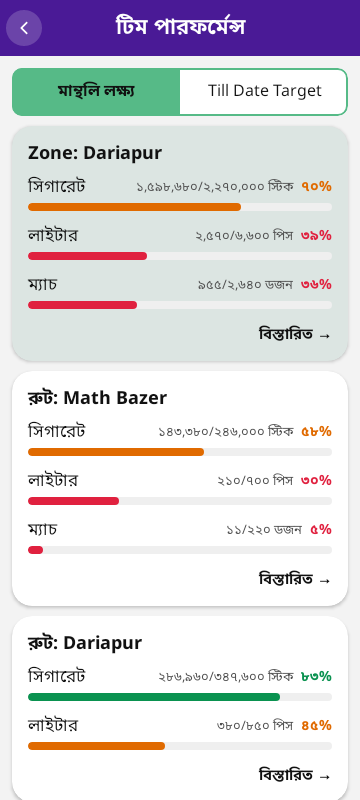 টিম পারফর্মেন্স
মান্থলি লক্ষ্য Till Date Target
Zone: Dariapur
সিগারেট ১,৫৯৮,৬৮০/২,২৭০,০০০ স্টিক ৭০%
লাইটার ২,৫৭০/৬,৬০০ পিস ৩৯%
ম্যাচ ৯৫৫/২,৬৪০ ডজন ৩৬%
বিস্তারিত →
রুট: Math Bazer
সিগারেট ১৪৩,৩৮০/২৪৬,০০০ স্টিক ৫৮%
লাইটার ২১০/৭০০ পিস ৩০%
ম্যাচ ১১/২২০ ডজন ৫%
বিস্তারিত →
রুট: Dariapur
সিগারেট ২৮৬,৯৬০/৩৪৭,৬০০ স্টিক ৮৩%
লাইটার ৩৮০/৮৫০ পিস ৪৫%
বিস্তারিত →